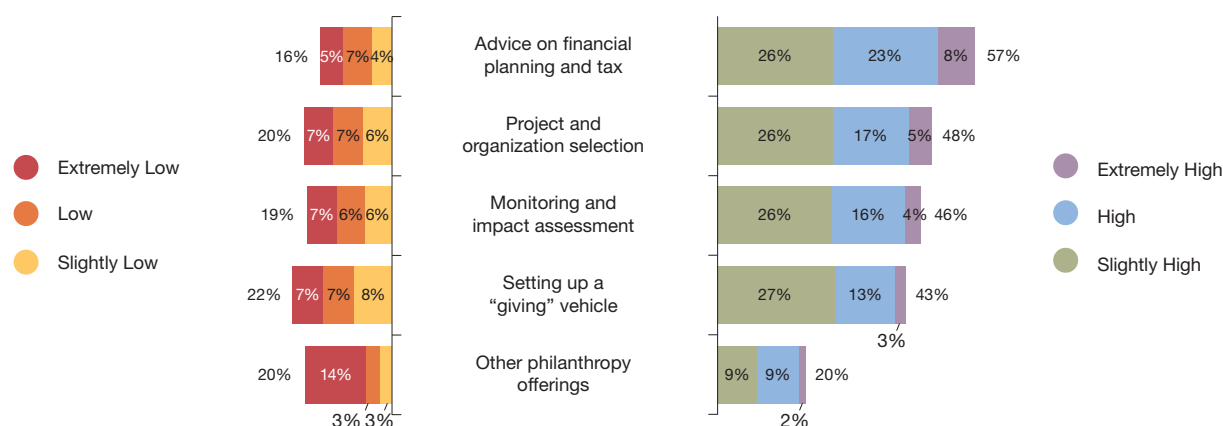 16%
5%
7%
4%
Advice on financial
planning and tax
26%
23%
8%
57%
20%
7%
7%
6%
Project and
organization selection
26%
17%
5%
48%
Extremely Low
Low
Slightly Low
19%
7%
6%
6%
Monitoring and
impact assessment
26%
16%
4%
46%
Extremely High
High
Slightly High
22%
7%
7%
8%
Setting up a
“giving” vehicle
27%
13%
3%
43%
20%
14%
3%
3%
Other philanthropy
offerings
9%
9%
2%
20%